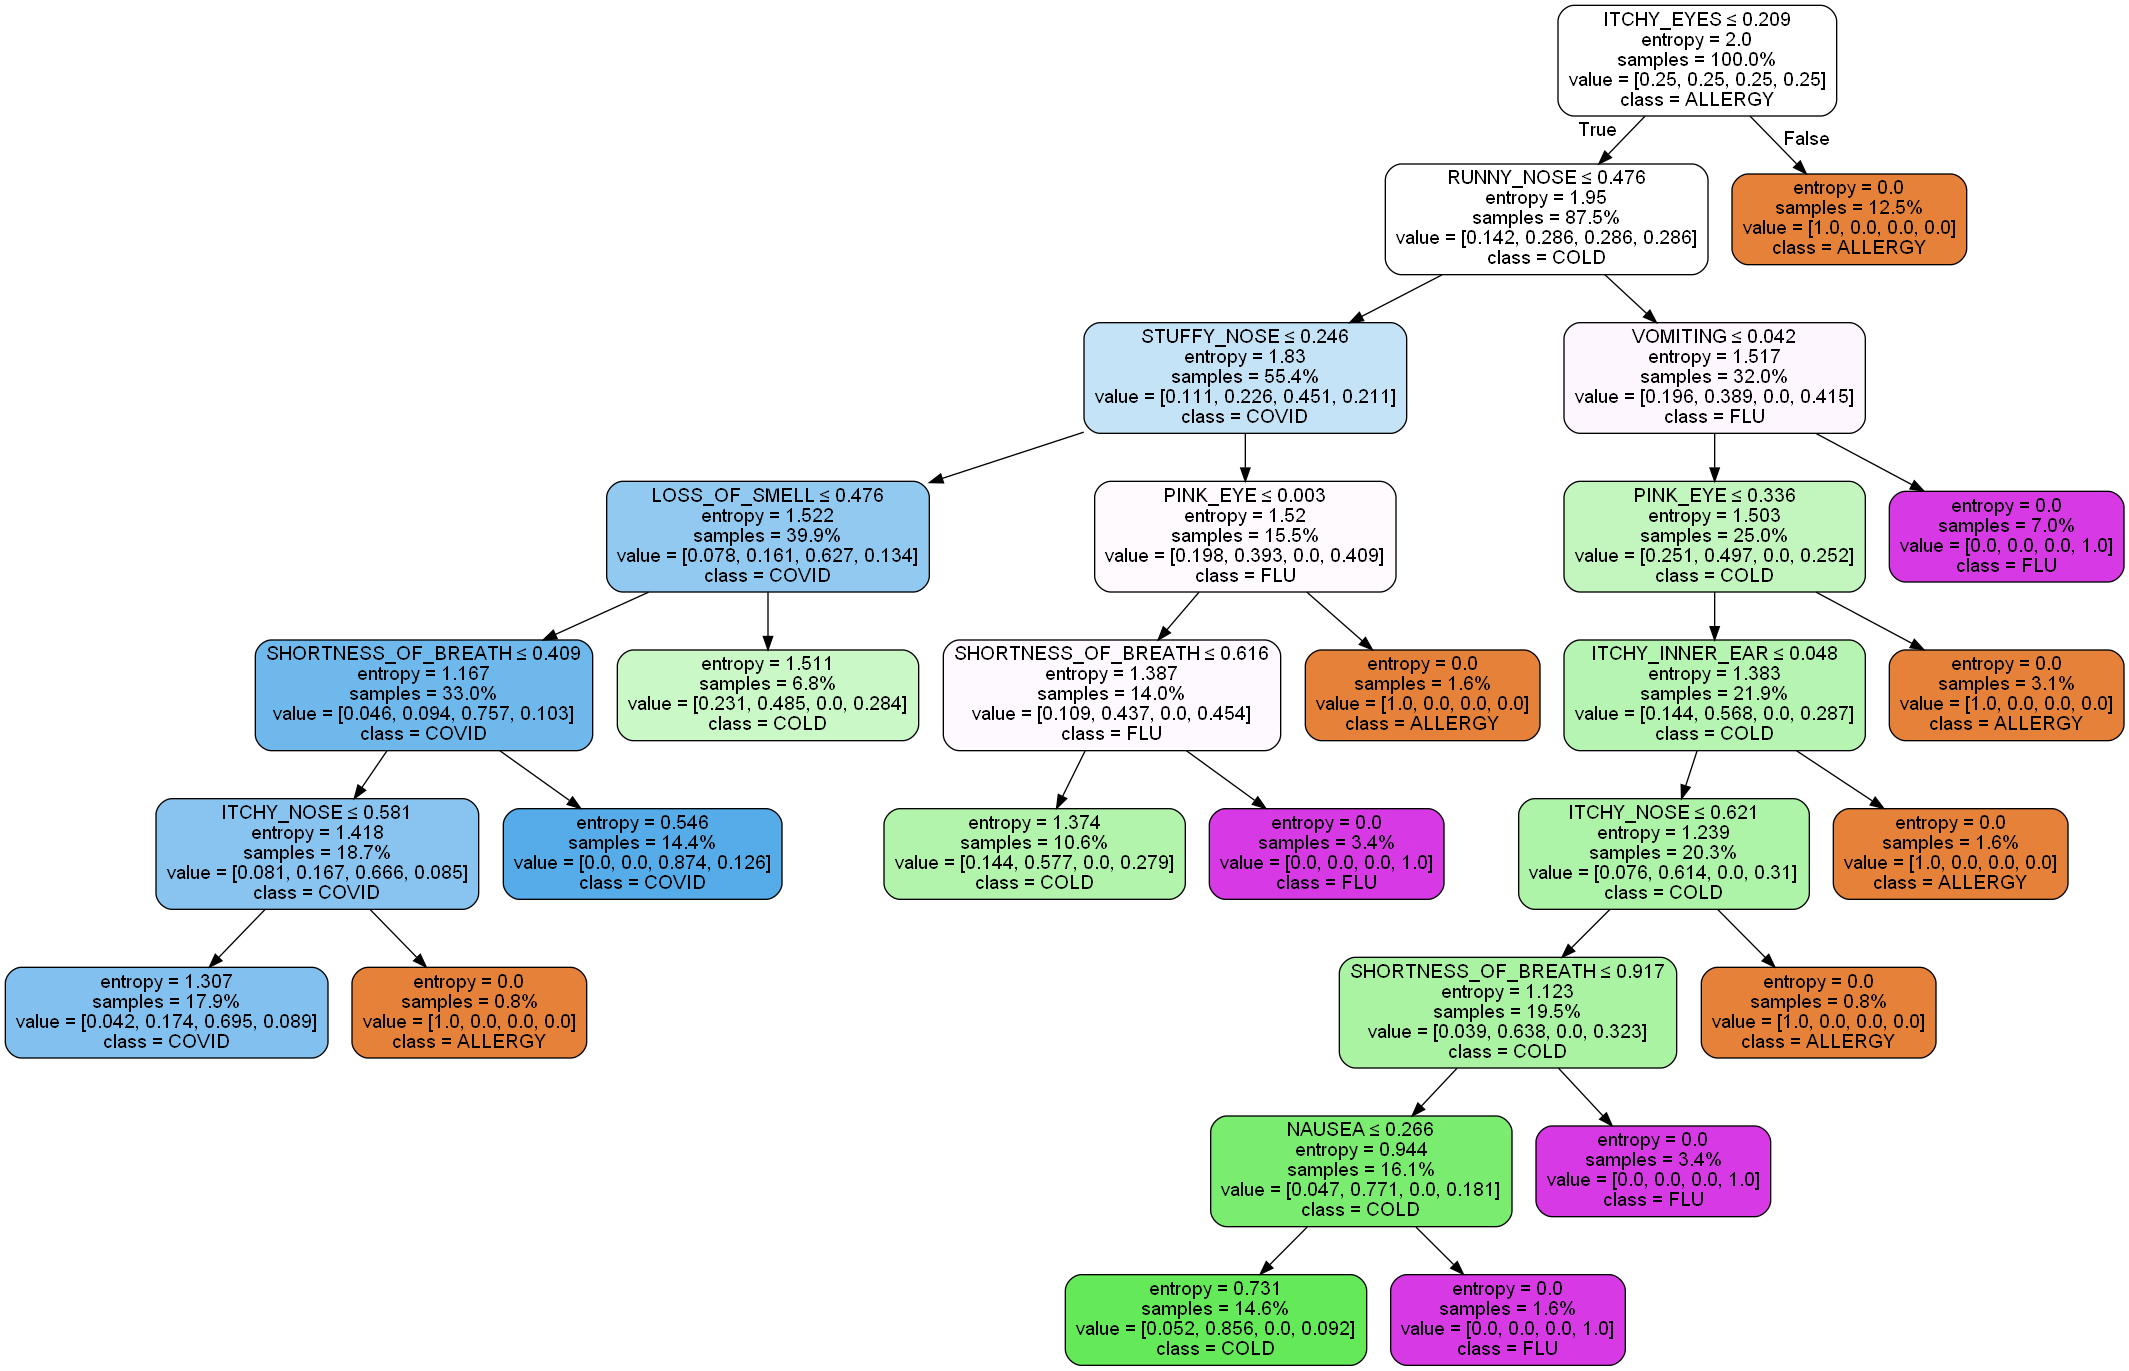 ITCHY_EYES ≤ 0.209
entropy = 2.0
samples = 100.0%
value = [0.25, 0.25, 0.25, 0.25]
class = ALLERGY
True
False
RUNNY_NOSE ≤ 0.476
entropy = 1.95
samples = 87.5%
value = [0.142, 0.286, 0.286, 0.286]
class = COLD
entropy = 0.0
samples = 12.5%
value = [1.0, 0.0, 0.0, 0.0]
class = ALLERGY
STUFFY_NOSE ≤ 0.246
entropy = 1.83
samples = 55.4%
value = [0.111, 0.226, 0.451, 0.211]
class = COVID
VOMITING ≤ 0.042
entropy = 1.517
samples = 32.0%
value = [0.196, 0.389, 0.0, 0.415]
class = FLU
LOSS_OF_SMELL ≤ 0.476
entropy = 1.522
samples = 39.9%
value = [0.078, 0.161, 0.627, 0.134]
class = COVID
PINK_EYE ≤ 0.003
entropy = 1.52
samples = 15.5%
value = [0.198, 0.393, 0.0, 0.409]
class = FLU
PINK_EYE ≤ 0.336
entropy = 1.503
samples = 25.0%
value = [0.251, 0.497, 0.0, 0.252]
class = COLD
entropy = 0.0
samples = 7.0%
value = [0.0, 0.0, 0.0, 1.0]
class = FLU
SHORTNESS_OF_BREATH ≤ 0.409
entropy = 1.167
samples = 33.0%
value = [0.046, 0.094, 0.757, 0.103]
class = COVID
entropy = 1.511
samples = 6.8%
value = [0.231, 0.485, 0.0, 0.284]
class = COLD
SHORTNESS_OF_BREATH ≤ 0.616
entropy = 1.387
samples = 14.0%
value = [0.109, 0.437, 0.0, 0.454]
class = FLU
entropy = 0.0
samples = 1.6%
value = [1.0, 0.0, 0.0, 0.0]
class = ALLERGY
ITCHY_INNER_EAR ≤ 0.048
entropy = 1.383
samples = 21.9%
value = [0.144, 0.568, 0.0, 0.287]
class = COLD
entropy = 0.0
samples = 3.1%
value = [1.0, 0.0, 0.0, 0.0]
class = ALLERGY
ITCHY_NOSE ≤ 0.581
entropy = 1.418
samples = 18.7%
value = [0.081, 0.167, 0.666, 0.085]
class = COVID
entropy = 0.546
samples = 14.4%
value = [0.0, 0.0, 0.874, 0.126]
class = COVID
entropy = 1.374
samples = 10.6%
value = [0.144, 0.577, 0.0, 0.279]
class = COLD
entropy = 0.0
samples = 3.4%
value = [0.0, 0.0, 0.0, 1.0]
class = FLU
ITCHY_NOSE ≤ 0.621
entropy = 1.239
samples = 20.3%
value = [0.076, 0.614, 0.0, 0.31]
class = COLD
entropy = 0.0
samples = 1.6%
value = [1.0, 0.0, 0.0, 0.0]
class = ALLERGY
entropy = 1.307
samples = 17.9%
value = [0.042, 0.174, 0.695, 0.089]
class = COVID
entropy = 0.0
samples = 0.8%
value = [1.0, 0.0, 0.0, 0.0]
class = ALLERGY
SHORTNESS_OF_BREATH ≤ 0.917
entropy = 1.123
samples = 19.5%
value = [0.039, 0.638, 0.0, 0.323]
class = COLD
entropy = 0.0
samples = 0.8%
value = [1.0, 0.0, 0.0, 0.0]
class = ALLERGY
NAUSEA ≤ 0.266
entropy = 0.944
samples = 16.1%
value = [0.047, 0.771, 0.0, 0.181]
class = COLD
entropy = 0.0
samples = 3.4%
value = [0.0, 0.0, 0.0, 1.0]
class = FLU
entropy = 0.731
samples = 14.6%
value = [0.052, 0.856, 0.0, 0.092]
class = COLD
entropy = 0.0
samples = 1.6%
value = [0.0, 0.0, 0.0, 1.0]
class = FLU